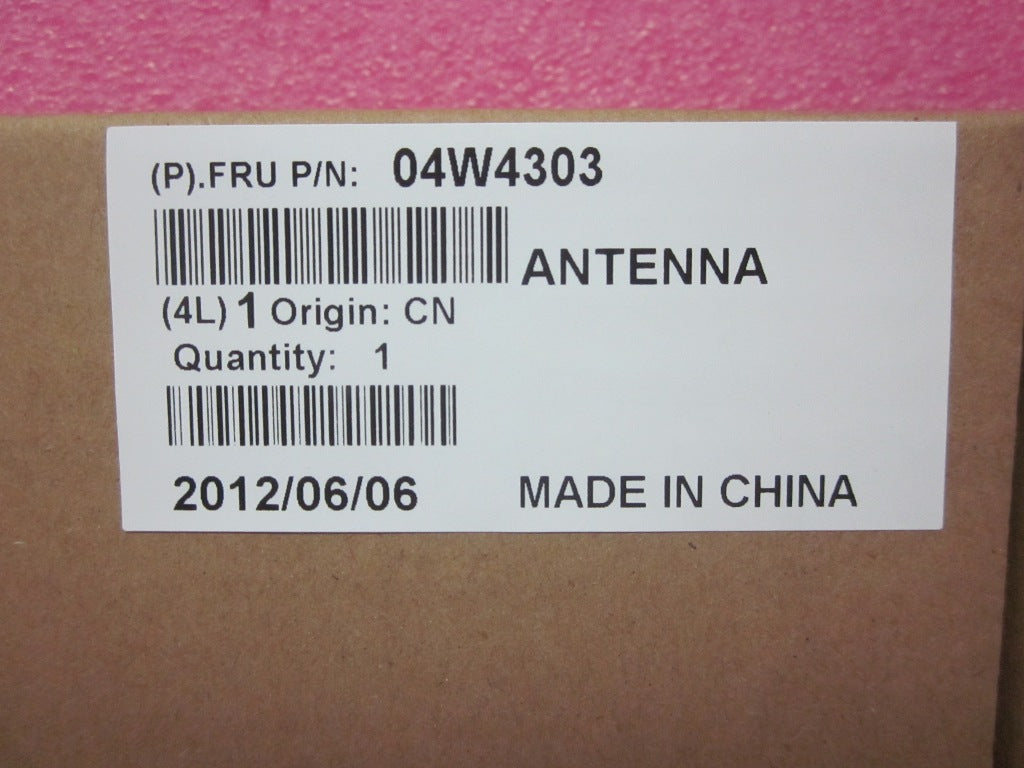 (P).FRU P/N: 04W4303
ANTENNA
(4L) 1 Origin: CN
Quantity: 1
2012/06/06 MADE IN CHINA